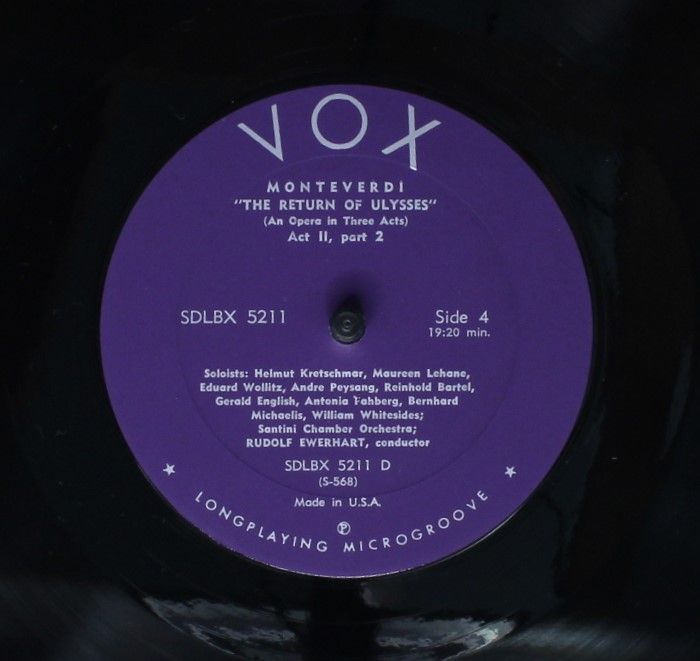 VOX
MONTEVERDI
"THE RETURN OF ULYSSES"
(An Opera in Three Acts)
Act II, part 2
SDLBX 5211
Side 4
19:20 min.
Soloists: Helmut Kretschmar, Maureen Lehane,
Eduard Wollitz, Andre Peysang, Reinhold Bartel,
Gerald English, Antonia Fahberg, Bernhard
Michaelis, William Whitesides;
Santini Chamber Orchestra;
RUDOLF EWERHART, conductor
SDLBX 5211 D
(S-568)
Made in U.S.A.
℗
LONGPLAYING MICROGROOVE